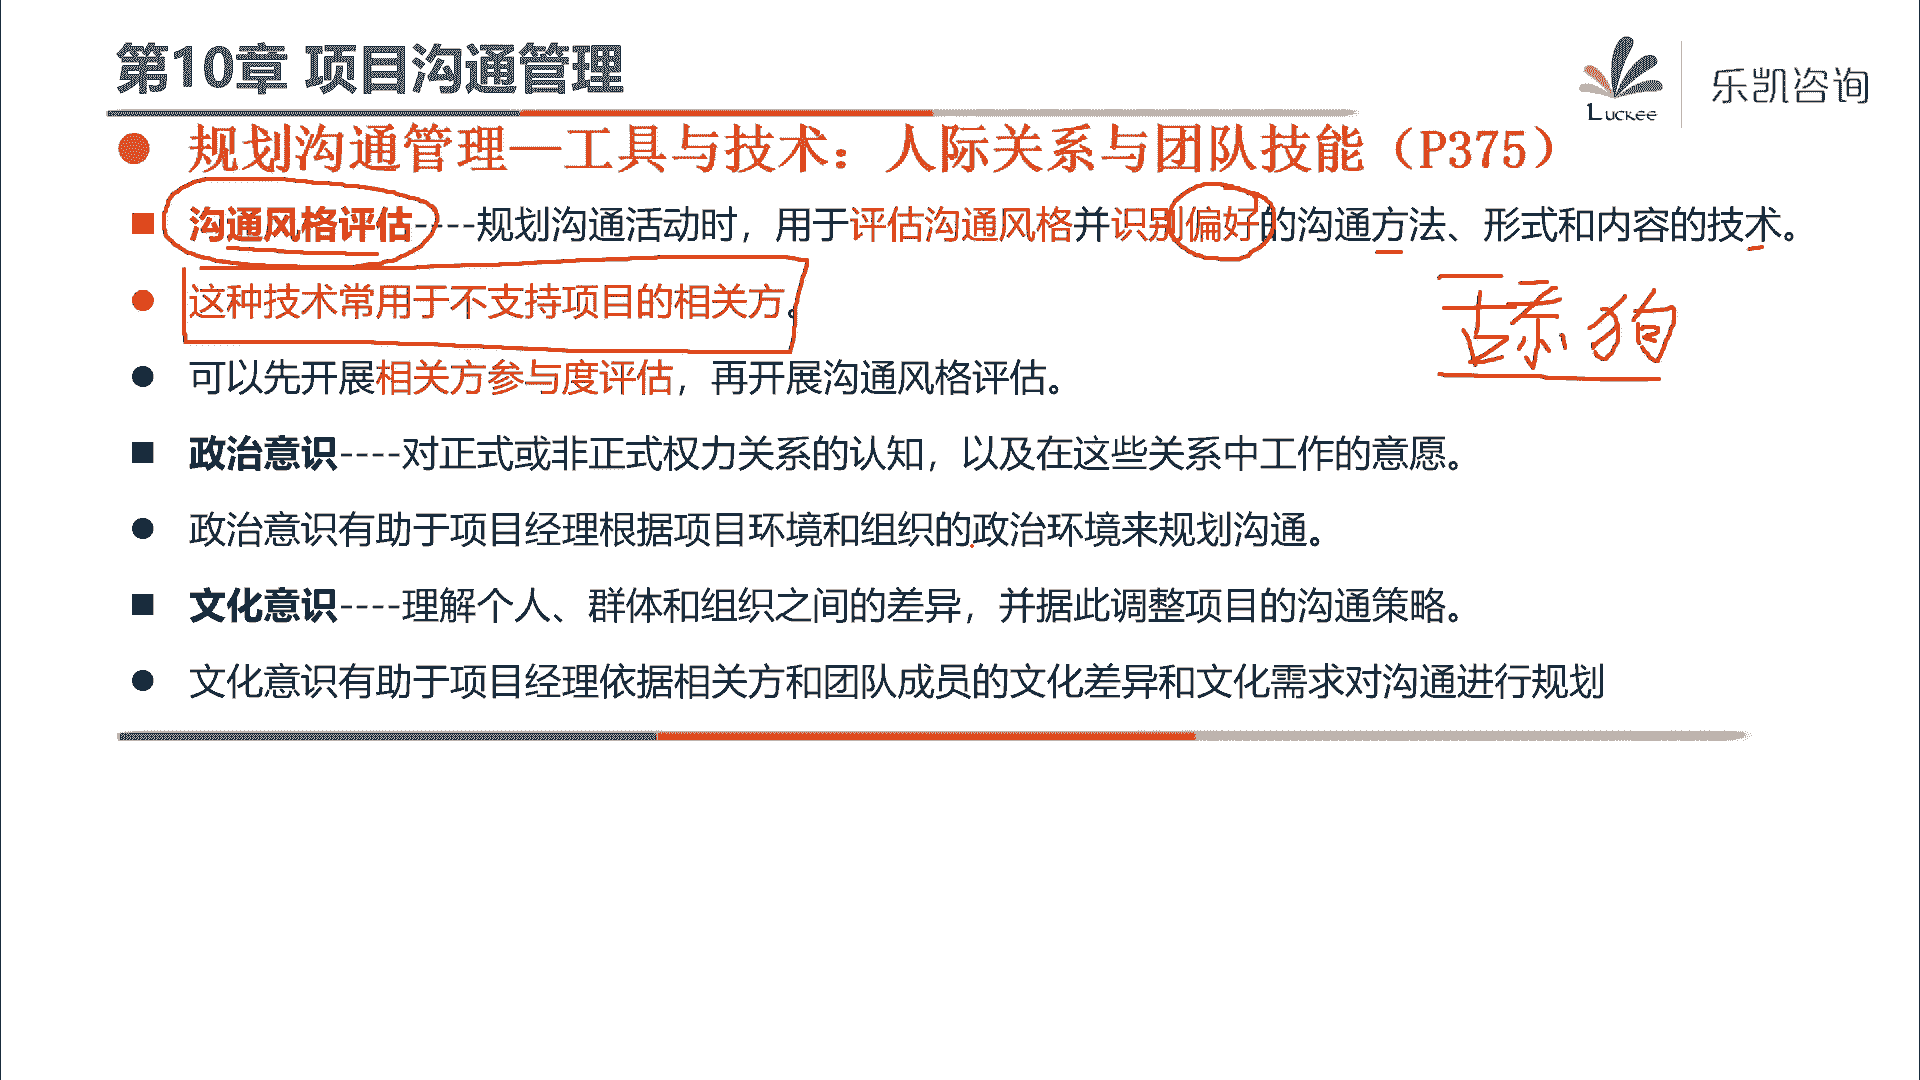 第10章 项目沟通管理
Luckee 乐凯咨询
规划沟通管理—工具与技术：人际关系与团队技能（P375）
沟通风格评估----规划沟通活动时，用于评估沟通风格并识别偏好的沟通方法、形式和内容的技术。
这种技术常用于不支持项目的相关方。
舔狗
可以先开展相关方参与度评估，再开展沟通风格评估。
政治意识----对正式或非正式权力关系的认知，以及在这些关系中工作的意愿。
政治意识有助于项目经理根据项目环境和组织的政治环境来规划沟通。
文化意识----理解个人、群体和组织之间的差异，并据此调整项目的沟通策略。
文化意识有助于项目经理依据相关方和团队成员的文化差异和文化需求对沟通进行规划